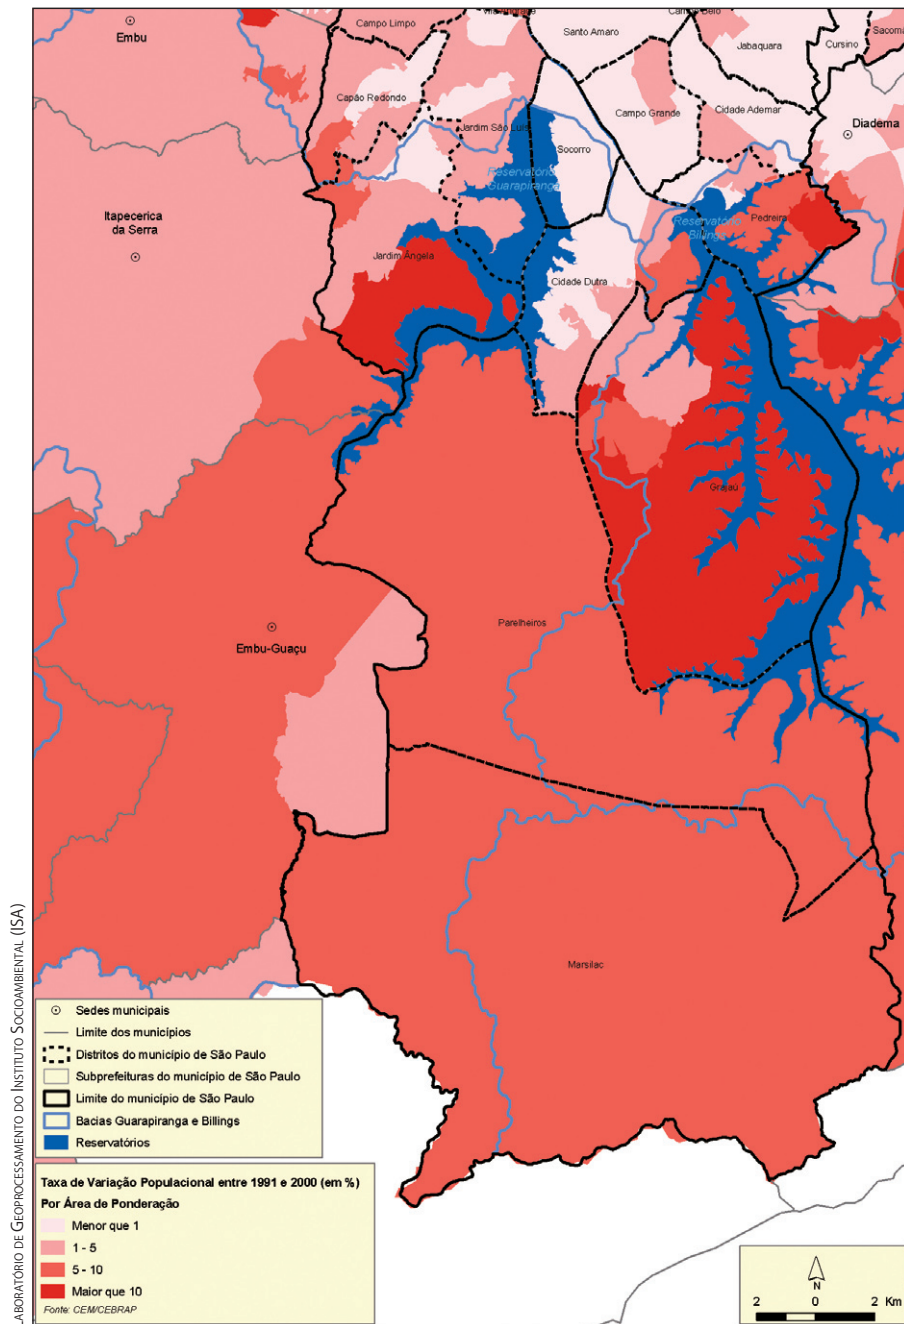 Campo Limpo
Santo Amaro
Jabaquara
Cursino
Embu
Capão Redondo
Campo Grande
Cidade Ademar
Diadema
Jardim São Luís
Socorro
Reservatório
Guarapiranga
Itapecerica
da Serra
Reservatório
Billings
Pedreira
Jardim Ângela
Cidade Dutra
Grajaú
Parelheiros
Embu-Guaçu
Marsilac
LABORATÓRIO DE GEOPROCESSAMENTO DO INSTITUTO SOCIOAMBIENTAL (ISA)
Sedes municipais
Limite dos municípios
Distritos do município de São Paulo
Subprefeituras do município de São Paulo
Limite do município de São Paulo
Bacias Guarapiranga e Billings
Reservatórios
Taxa de Variação Populacional entre 1991 e 2000 (em %)
Por Área de Ponderação
Menor que 1
1 - 5
5 - 10
Maior que 10
Fonte: CEM/CEBRAP
N
2 0 2 Km